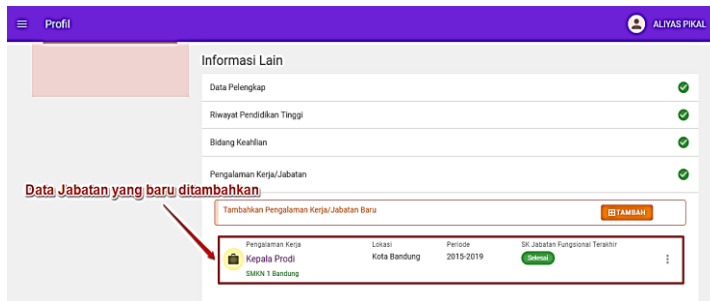 Profil
ALIYAS PIKAL
Informasi Lain
Data Pelengkap
Riwayat Pendidikan Tinggi
Bidang Keahlian
Pengalaman Kerja/Jabatan
Data Jabatan yang baru ditambahkan
Tambahkan Pengalaman Kerja/Jabatan Baru
TAMBAH
Pengalaman Kerja Lokasi Periode SK Jabatan Fungsional Terakhir
Kepala Prodi Kota Bandung 2015-2019 Selesai
SMKN 1 Bandung